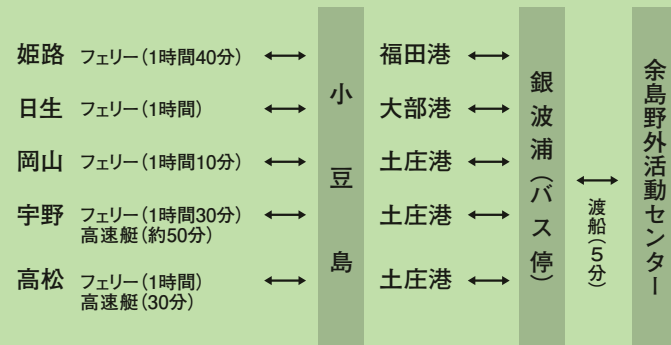 姫路 フェリー(1時間40分) ⟷ 福田港 ⟷
日生 フェリー(1時間) ⟷ 大部港 ⟷
岡山 フェリー(1時間10分) ⟷ 土庄港 ⟷
宇野 フェリー(1時間30分) ⟷ 土庄港 ⟷
高速艇(約50分)
高松 フェリー(1時間) ⟷ 土庄港 ⟷
高速艇(30分)
小豆島
銀波浦(バス停)
⟷
渡船(5分)
余島野外活動センター